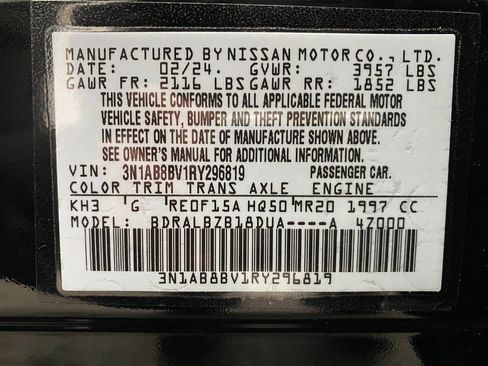 MANUFACTURED BY NISSAN MOTOR CO., LTD.
DATE: 02/24. GVWR: 3957 LBS
GAWR FR: 2116 LBS GAWR RR: 1852 LBS
THIS VEHICLE CONFORMS TO ALL APPLICABLE FEDERAL MOTOR
VEHICLE SAFETY, BUMPER AND THEFT PREVENTION STANDARDS
IN EFFECT ON THE DATE OF MANUFACTURE SHOWN ABOVE.
SEE OWNER'S MANUAL FOR ADDITIONAL INFORMATION.
VIN: 3N1AB8BV1RY296819 PASSENGER CAR.
COLOR TRIM TRANS AXLE ENGINE
KH3 G RE0F15A HQ50 MR20 1997 CC
MODEL: BDRALBZB18DUA----A 4Z000
3N1AB8BV1RY296819